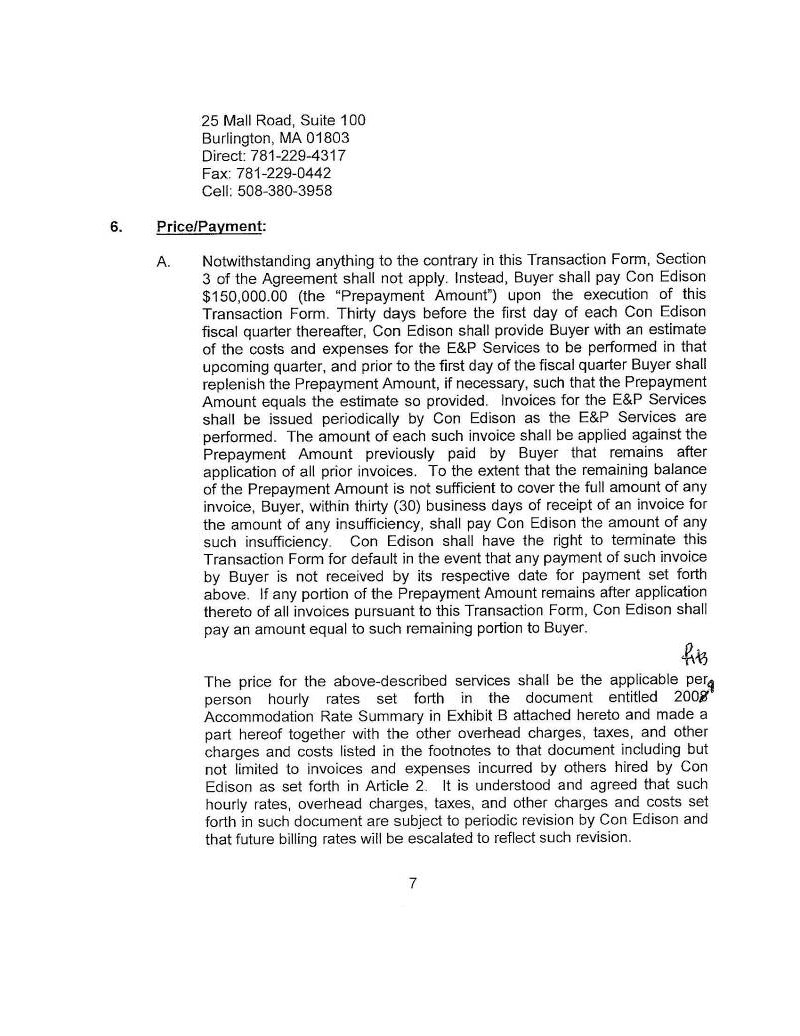 25 Mall Road, Suite 100
Burlington, MA 01803
Direct: 781-229-4317
Fax: 781-229-0442
Cell: 508-380-3958
6. Price/Payment:
A. Notwithstanding anything to the contrary in this Transaction Form, Section
3 of the Agreement shall not apply. Instead, Buyer shall pay Con Edison
$150,000.00 (the “Prepayment Amount”) upon the execution of this
Transaction Form. Thirty days before the first day of each Con Edison
fiscal quarter thereafter, Con Edison shall provide Buyer with an estimate
of the costs and expenses for the E&P Services to be performed in that
upcoming quarter, and prior to the first day of the fiscal quarter Buyer shall
replenish the Prepayment Amount, if necessary, such that the Prepayment
Amount equals the estimate so provided. Invoices for the E&P Services
shall be issued periodically by Con Edison as the E&P Services are
performed. The amount of each such invoice shall be applied against the
Prepayment Amount previously paid by Buyer that remains after
application of all prior invoices. To the extent that the remaining balance
of the Prepayment Amount is not sufficient to cover the full amount of any
invoice, Buyer, within thirty (30) business days of receipt of an invoice for
the amount of any insufficiency, shall pay Con Edison the amount of any
such insufficiency. Con Edison shall have the right to terminate this
Transaction Form for default in the event that any payment of such invoice
by Buyer is not received by its respective date for payment set forth
above. If any portion of the Prepayment Amount remains after application
thereto of all invoices pursuant to this Transaction Form, Con Edison shall
pay an amount equal to such remaining portion to Buyer.
The price for the above-described services shall be the applicable per
person hourly rates set forth in the document entitled 2008 9
Accommodation Rate Summary in Exhibit B attached hereto and made a
part hereof together with the other overhead charges, taxes, and other
charges and costs listed in the footnotes to that document including but
not limited to invoices and expenses incurred by others hired by Con
Edison as set forth in Article 2. It is understood and agreed that such
hourly rates, overhead charges, taxes, and other charges and costs set
forth in such document are subject to periodic revision by Con Edison and
that future billing rates will be escalated to reflect such revision.
7